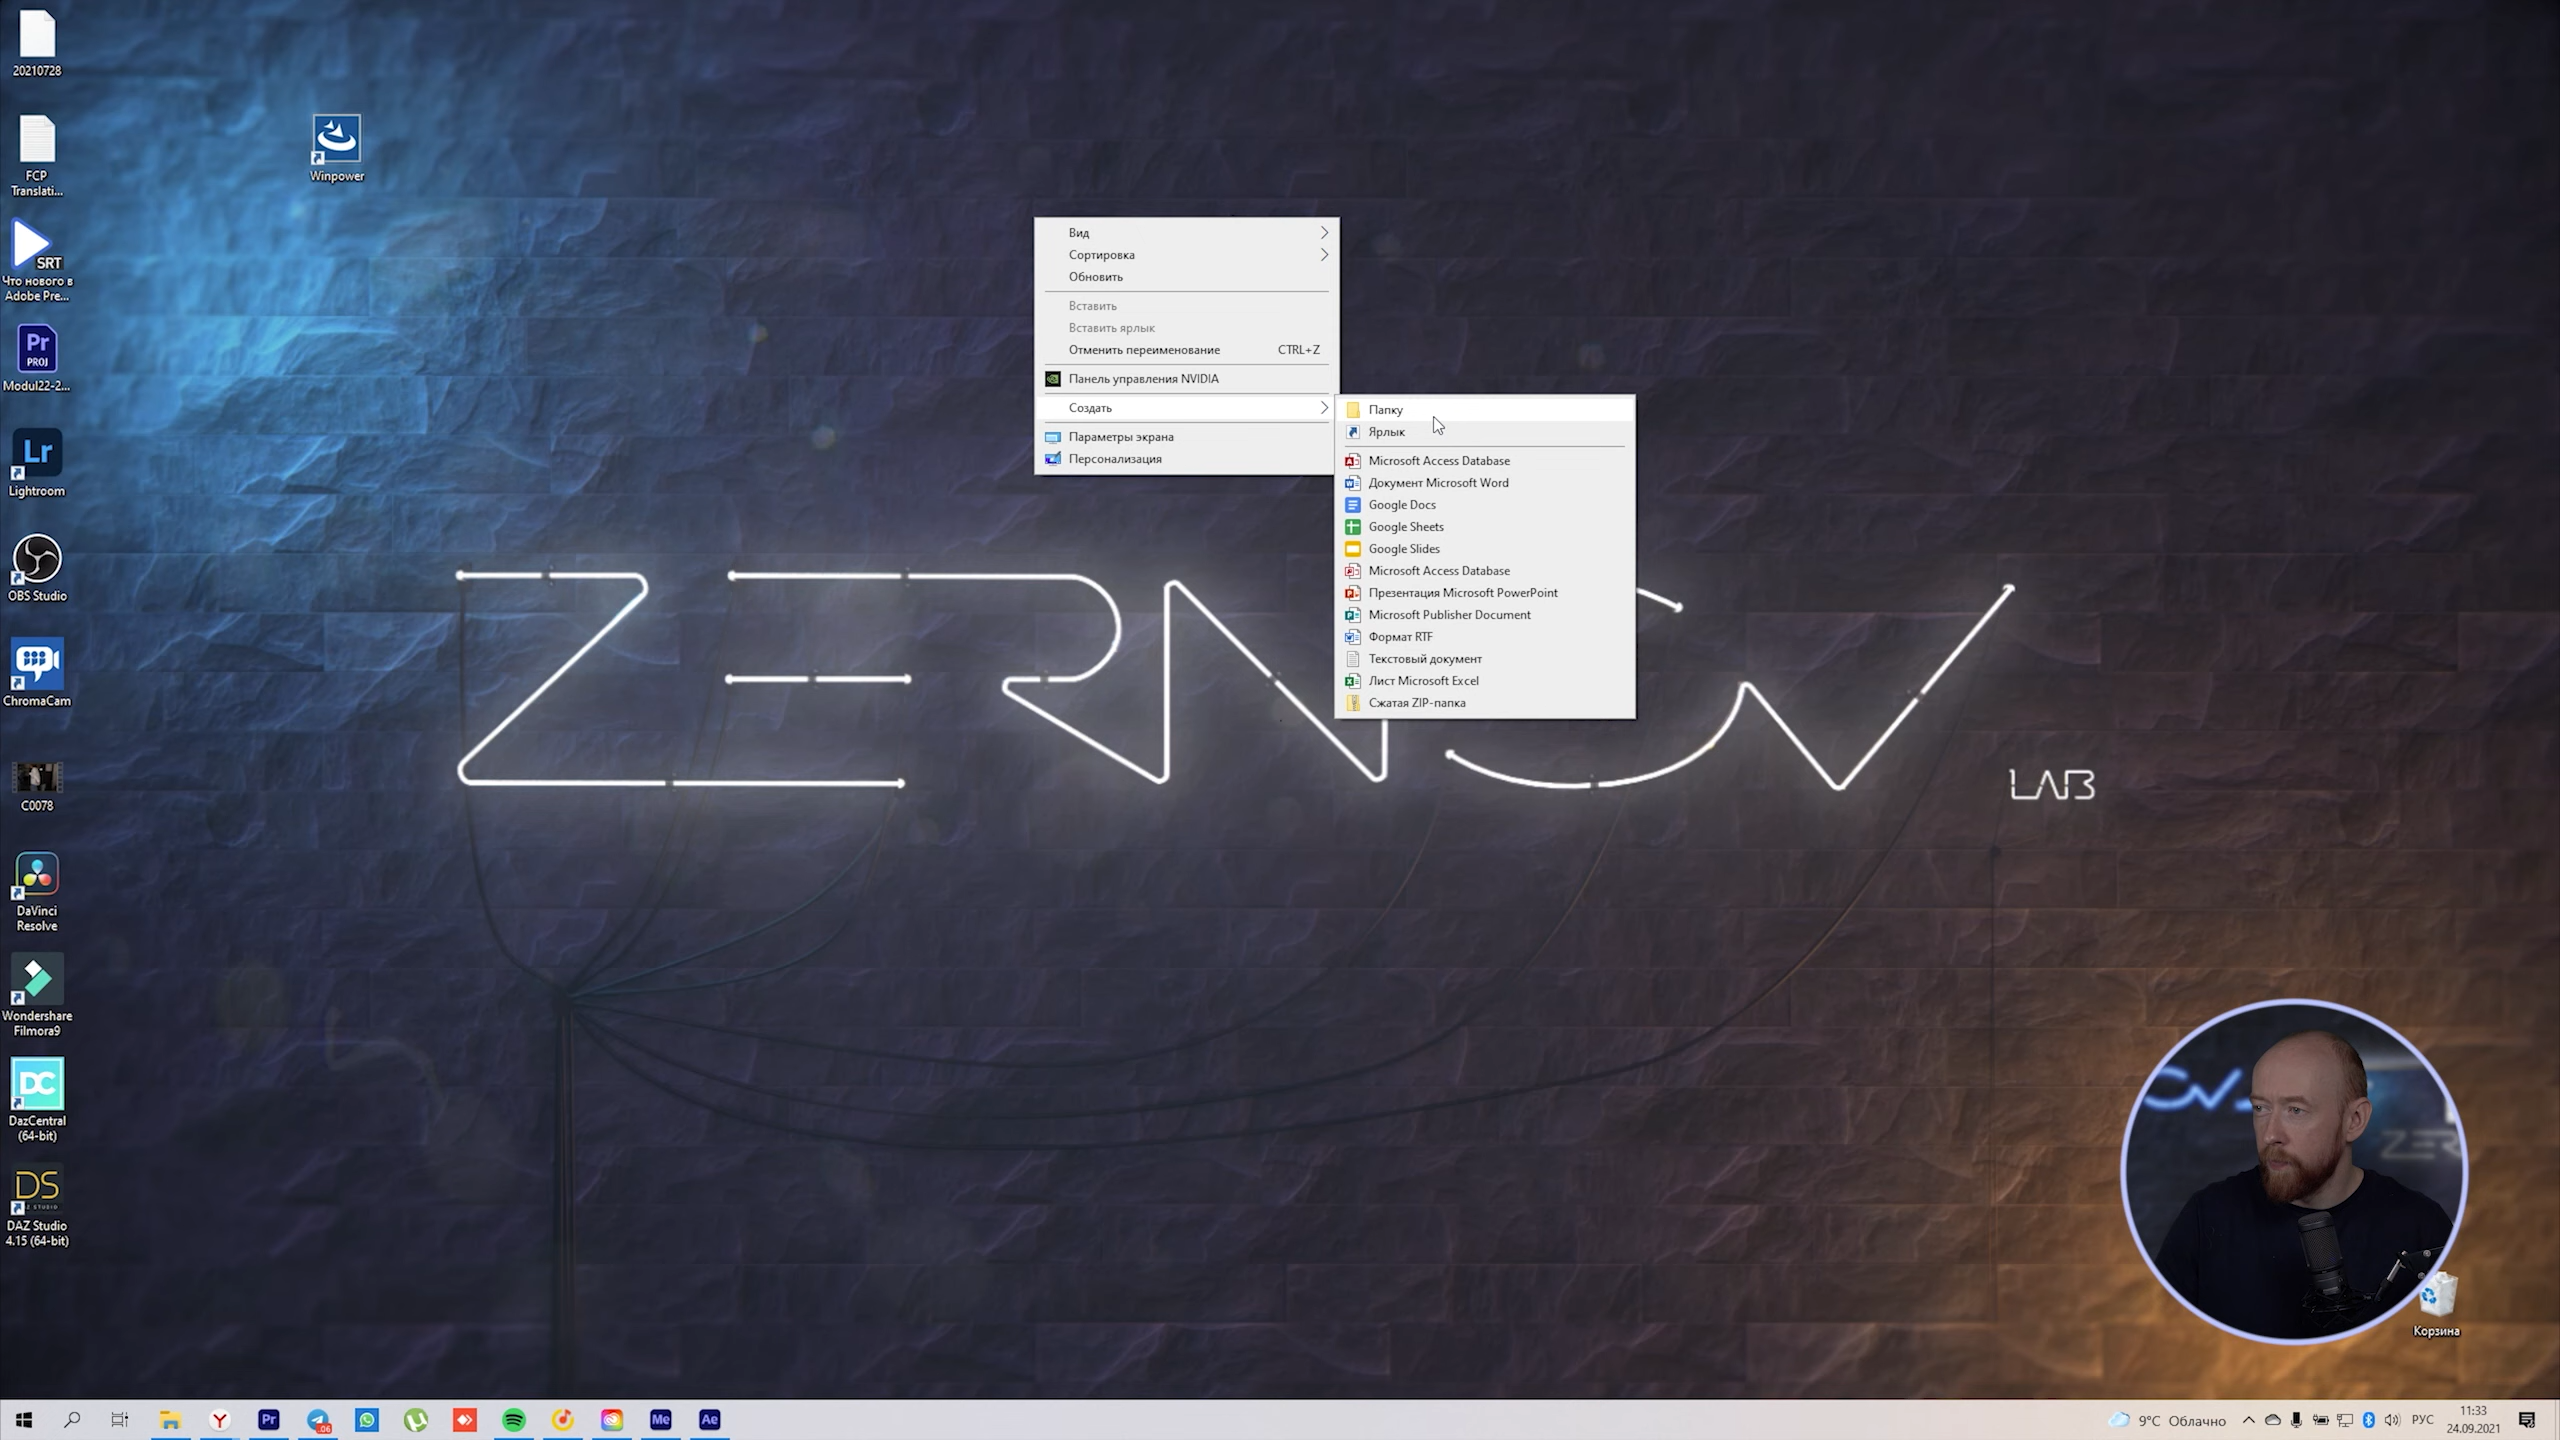 20210728
FCP
Translati...
SRT
Что нового в
Adobe Pre...
Pr
PROJ
Modul22-2...
Lr
Lightroom
OBS Studio
ChromaCam
C0078
DaVinci
Resolve
Wondershare
Filmora9
DC
DazCentral
(64-bit)
DS
DAZ Studio
4.15 (64-bit)
Winpower
Вид
Сортировка
Обновить
Вставить
Вставить ярлык
Отменить переименование CTRL+Z
Панель управления NVIDIA
Создать
Параметры экрана
Персонализация
Папку
Ярлык
Microsoft Access Database
Документ Microsoft Word
Google Docs
Google Sheets
Google Slides
Microsoft Access Database
Презентация Microsoft PowerPoint
Microsoft Publisher Document
Формат RTF
Текстовый документ
Лист Microsoft Excel
Сжатая ZIP-папка
ZERNOV
LAB
ZER
Корзина
Pr
Me
Ae
9°C Облачно
РУС
11:33
24.09.2021